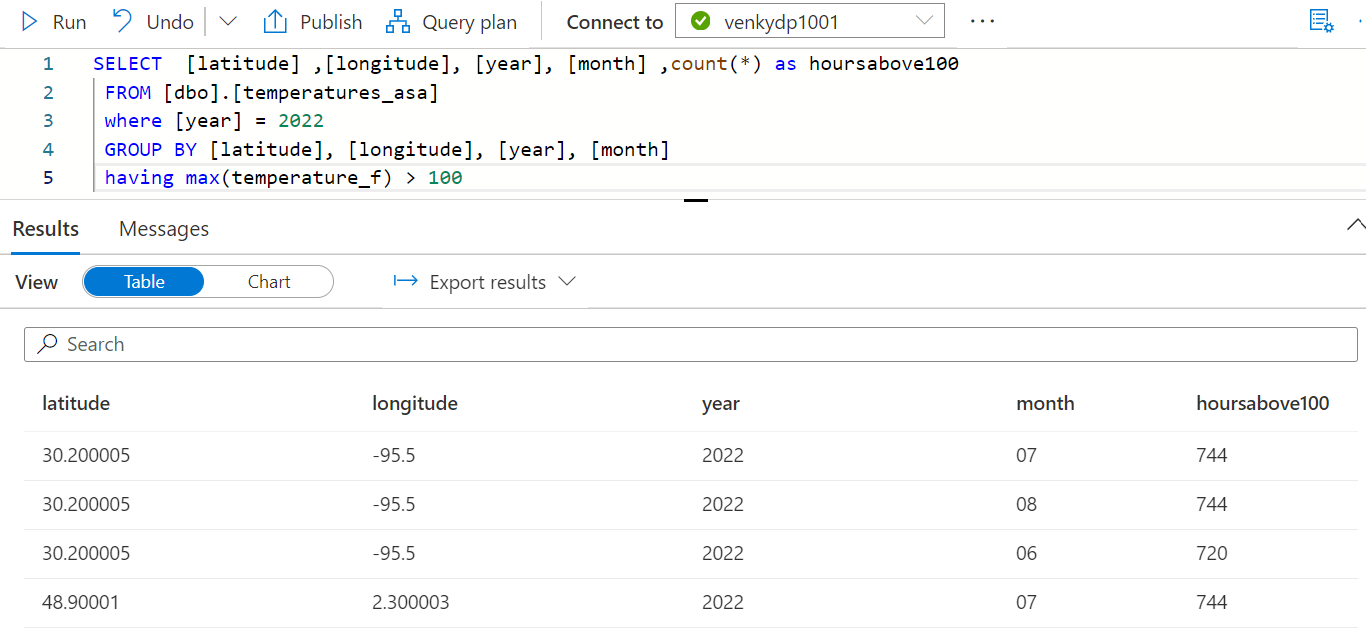 Run Undo Publish Query plan Connect to venkydp1001 ...
1 SELECT [latitude] ,[longitude], [year], [month] ,count(*) as hoursabove100
2 FROM [dbo].[temperatures_asa]
3 where [year] = 2022
4 GROUP BY [latitude], [longitude], [year], [month]
5 having max(temperature_f) > 100
Results Messages
View Table Chart Export results
Search
latitude longitude year month hoursabove100
30.200005 -95.5 2022 07 744
30.200005 -95.5 2022 08 744
30.200005 -95.5 2022 06 720
48.90001 2.300003 2022 07 744